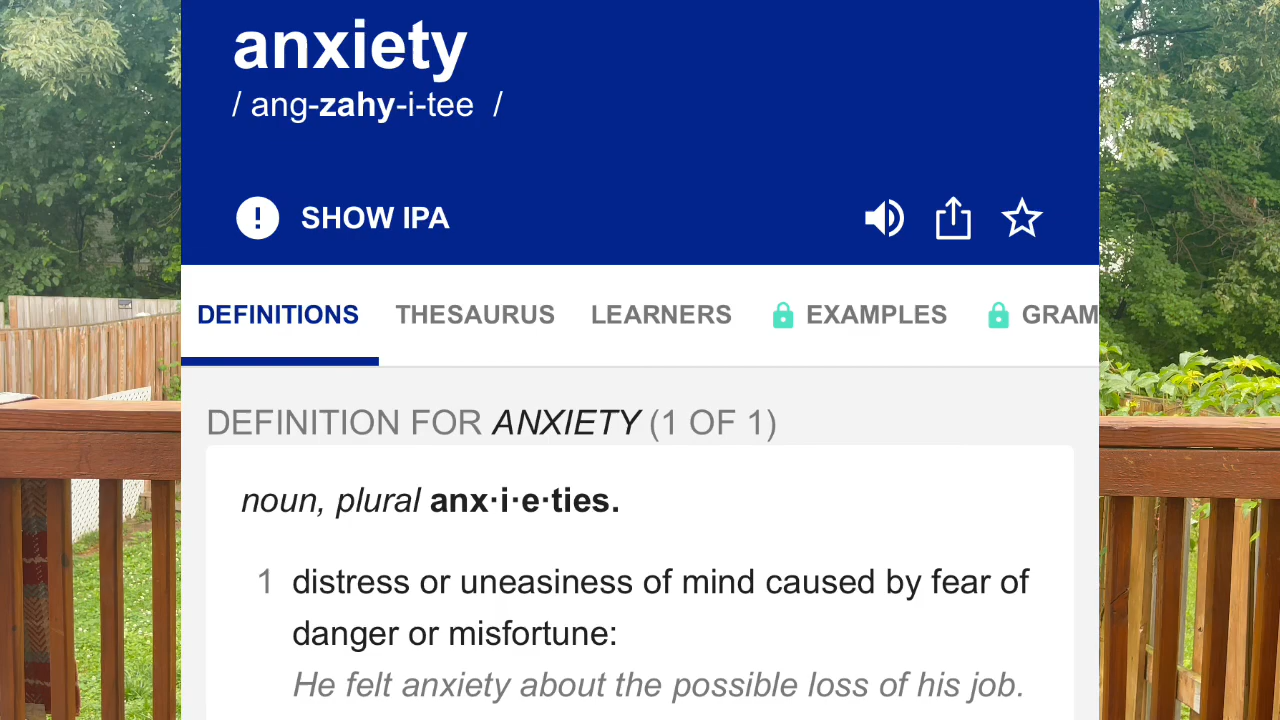 anxiety
/ ang-zahy-i-tee /
SHOW IPA
DEFINITIONS THESAURUS LEARNERS EXAMPLES GRAM
DEFINITION FOR ANXIETY (1 OF 1)
noun, plural anx·i·e·ties.
1 distress or uneasiness of mind caused by fear of
danger or misfortune:
He felt anxiety about the possible loss of his job.